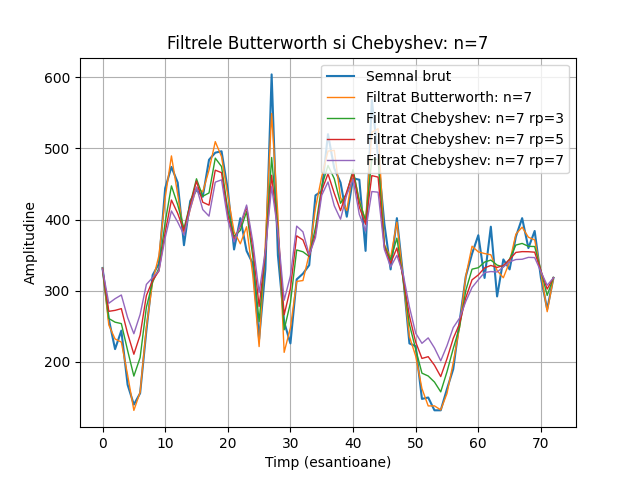 Filtrele Butterworth si Chebyshev: n=7
Semnal brut
Filtrat Butterworth: n=7
Filtrat Chebyshev: n=7 rp=3
Filtrat Chebyshev: n=7 rp=5
Filtrat Chebyshev: n=7 rp=7
Amplitudine
600
500
400
300
200
0 10 20 30 40 50 60 70
Timp (esantioane)